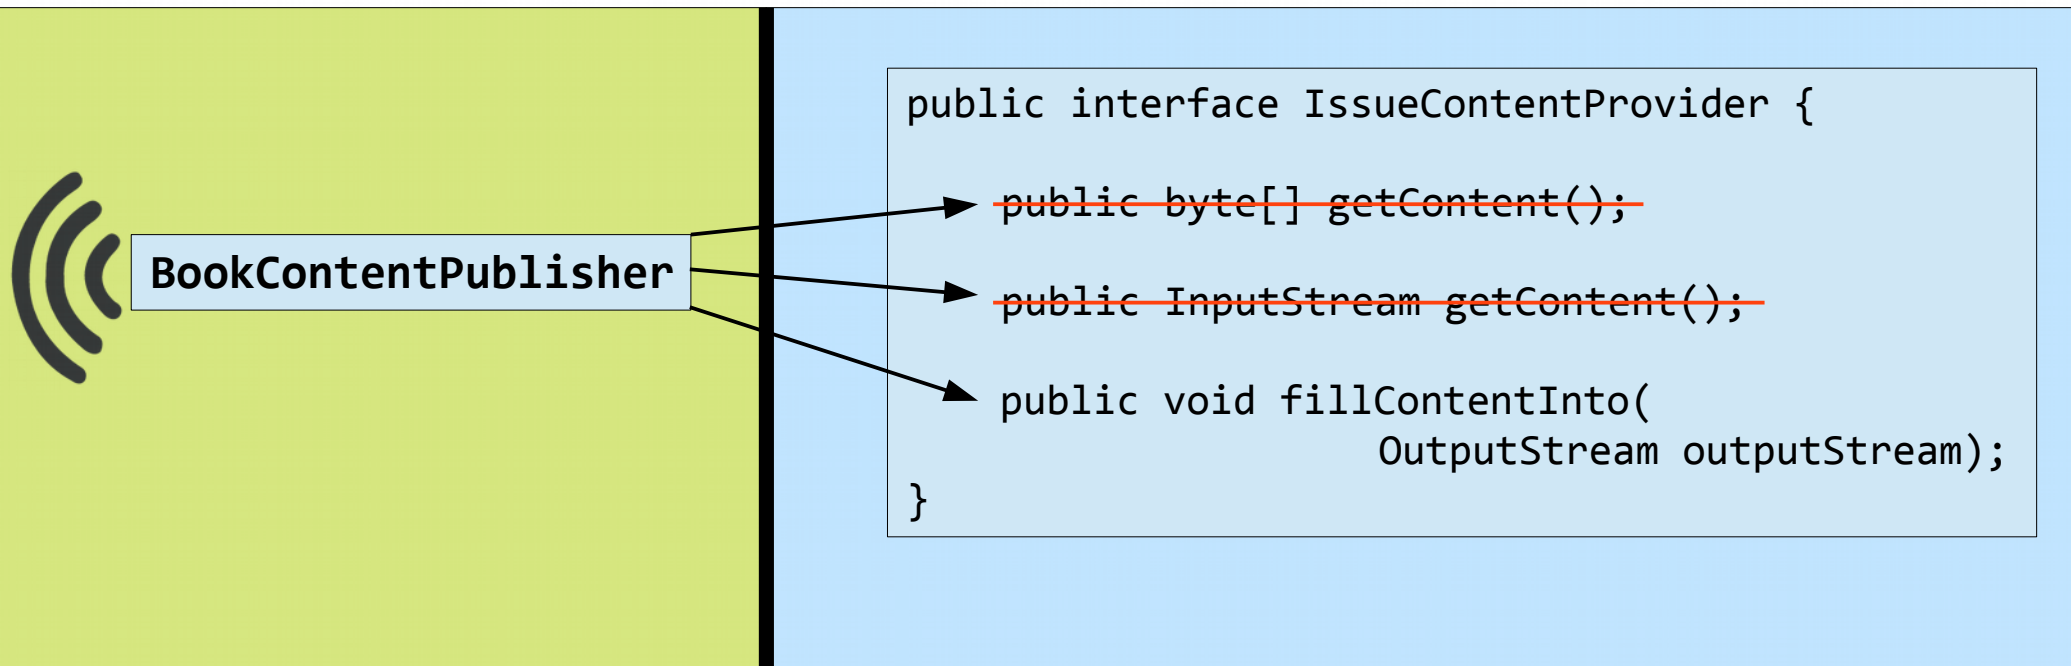 BookContentPublisher
public interface IssueContentProvider {
public byte[] getContent();
public InputStream getContent();
public void fillContentInto(
OutputStream outputStream);
}